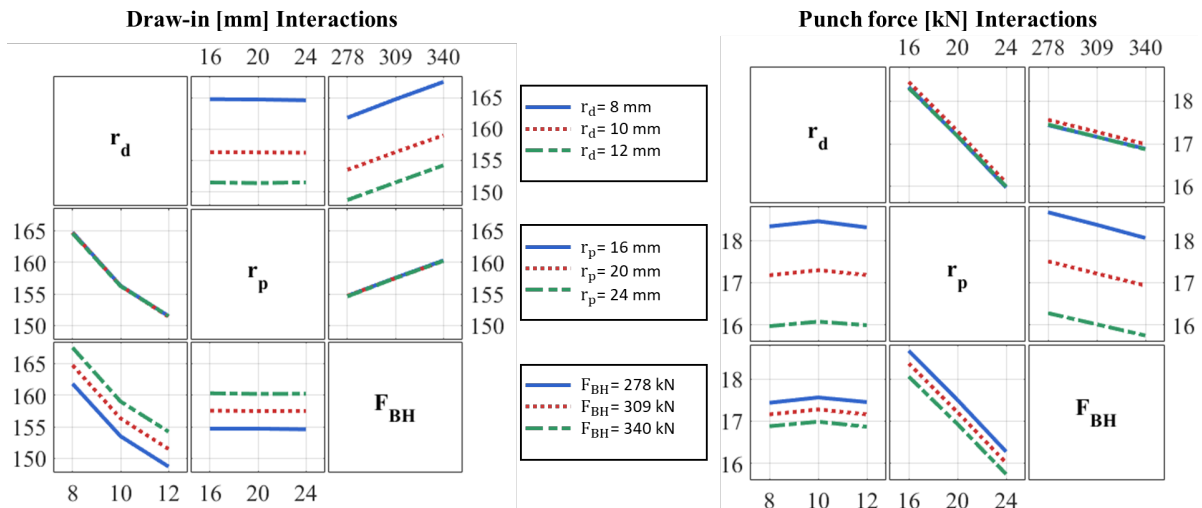 Draw-in [mm] Interactions
Punch force [kN] Interactions
16 20 24 278 309 340
16 20 24 278 309 340
r_d
165
160
155
150
r_d= 8 mm
r_d= 10 mm
r_d= 12 mm
r_d
18
17
16
165
160
155
150
r_p
165
160
155
150
r_p= 16 mm
r_p= 20 mm
r_p= 24 mm
18
17
16
r_p
18
17
16
165
160
155
150
F_BH
F_BH= 278 kN
F_BH= 309 kN
F_BH= 340 kN
18
17
16
F_BH
8 10 12 16 20 24
8 10 12 16 20 24